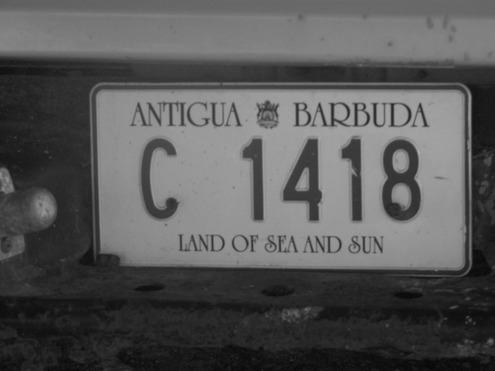 ANTIGUA BARBUDA
C 1418
LAND OF SEA AND SUN